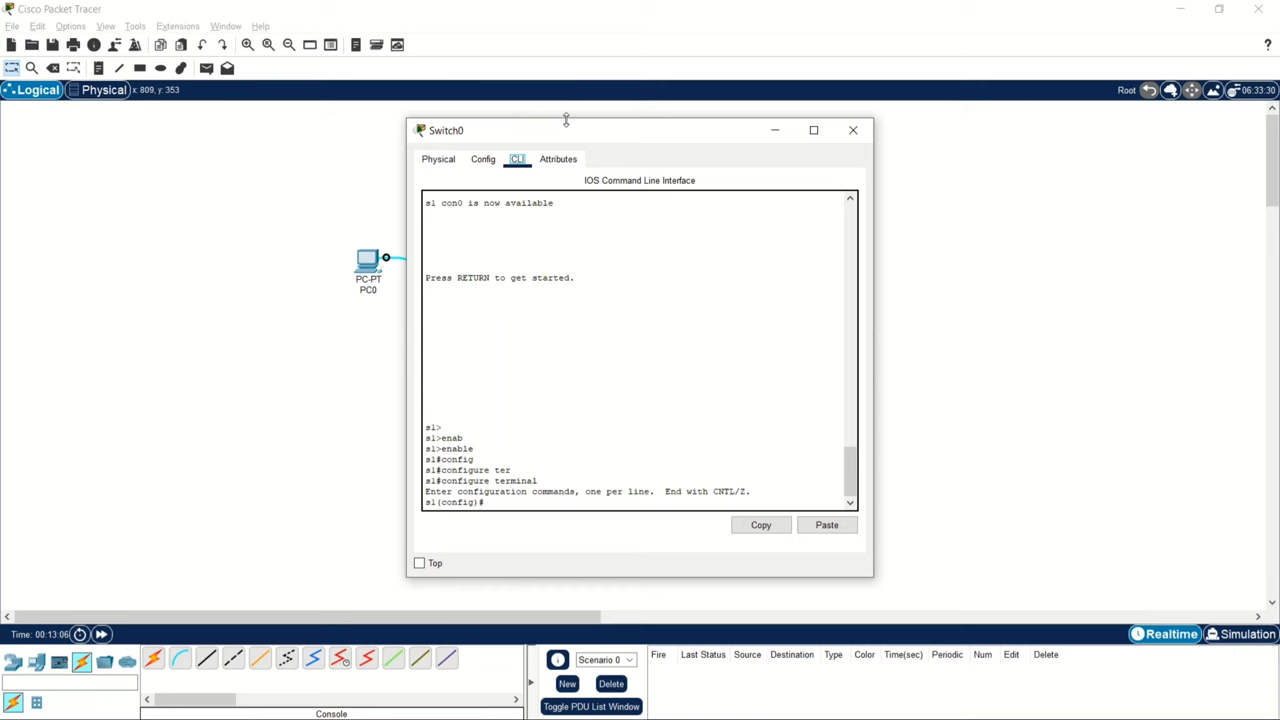 Cisco Packet Tracer
File Edit Options View Tools Extensions Window Help
?
Logical Physical x: 809, y: 353 Root 06:33:30
Switch0
Physical Config CLI Attributes
IOS Command Line Interface
s1 con0 is now available
Press RETURN to get started.
s1>
s1>enab
s1>enable
s1#config
s1#configure ter
s1#configure terminal
Enter configuration commands, one per line. End with CNTL/Z.
s1(config)#
Copy Paste
Top
PC-PT
PC0
Time: 00:13:06 Realtime Simulation
Scenario 0
New Delete
Toggle PDU List Window
Fire Last Status Source Destination Type Color Time(sec) Periodic Num Edit Delete
Console